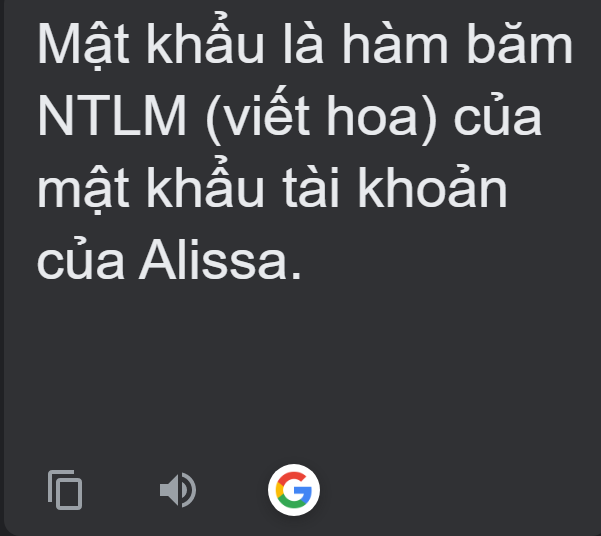 Mật khẩu là hàm băm
NTLM (viết hoa) của
mật khẩu tài khoản
của Alissa.